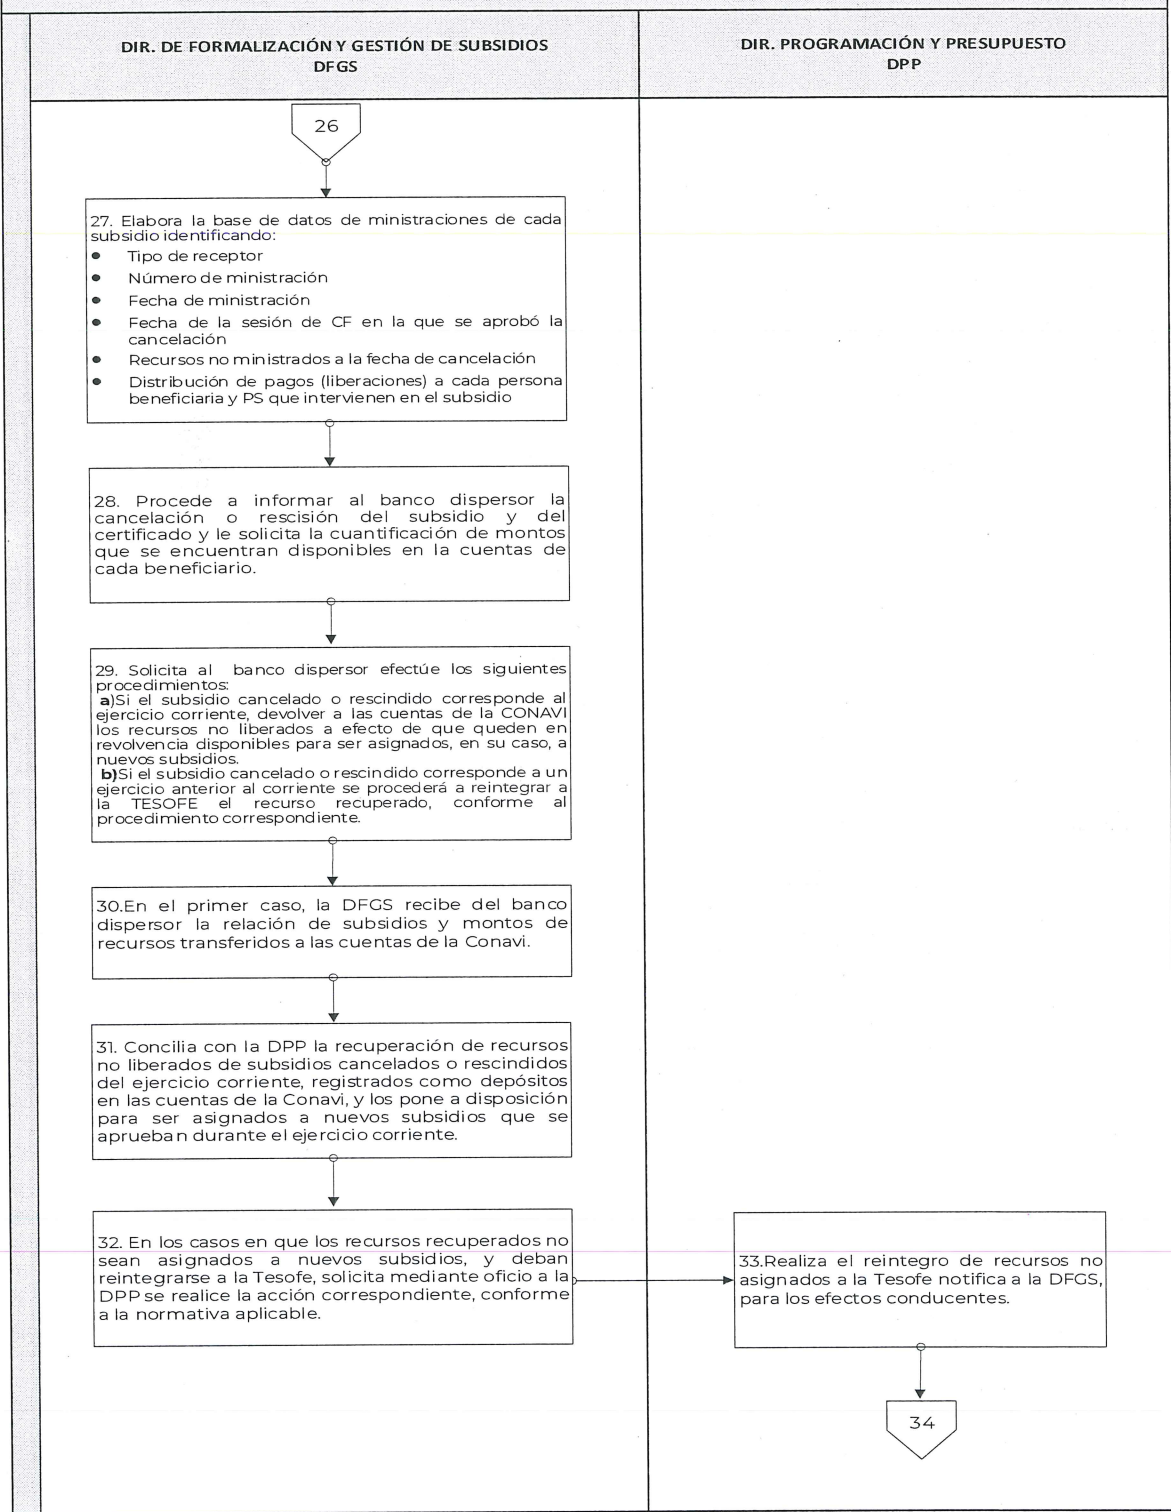 DIR. DE FORMALIZACIÓN Y GESTIÓN DE SUBSIDIOS
DFGS
DIR. PROGRAMACIÓN Y PRESUPUESTO
DPP
26
27. Elabora la base de datos de ministraciones de cada
subsidio identificando:
• Tipo de receptor
• Número de ministración
• Fecha de ministración
• Fecha de la sesión de CF en la que se aprobó la
cancelación
• Recursos no ministrados a la fecha de cancelación
• Distribución de pagos (liberaciones) a cada persona
beneficiaria y PS que intervienen en el subsidio
28. Procede a informar al banco dispersor la
cancelación o rescisión del subsidio y del
certificado y le solicita la cuantificación de montos
que se encuentran disponibles en la cuentas de
cada beneficiario.
29. Solicita al banco dispersor efectúe los siguientes
procedimientos:
a)Si el subsidio cancelado o rescindido corresponde al
ejercicio corriente, devolver a las cuentas de la CONAVI
los recursos no liberados a efecto de que queden en
revolvencia disponibles para ser asignados, en su caso, a
nuevos subsidios.
b)Si el subsidio cancelado o rescindido corresponde a un
ejercicio anterior al corriente se procederá a reintegrar a
la TESOFE el recurso recuperado, conforme al
procedimiento correspondiente.
30.En el primer caso, la DFGS recibe del banco
dispersor la relación de subsidios y montos de
recursos transferidos a las cuentas de la Conavi.
31. Concilia con la DPP la recuperación de recursos
no liberados de subsidios cancelados o rescindidos
del ejercicio corriente, registrados como depósitos
en las cuentas de la Conavi, y los pone a disposición
para ser asignados a nuevos subsidios que se
aprueban durante el ejercicio corriente.
32. En los casos en que los recursos recuperados no
sean asignados a nuevos subsidios, y deban
reintegrarse a la Tesofe, solicita mediante oficio a la
DPP se realice la acción correspondiente, conforme
a la normativa aplicable.
33.Realiza el reintegro de recursos no
asignados a la Tesofe notifica a la DFGS,
para los efectos conducentes.
34